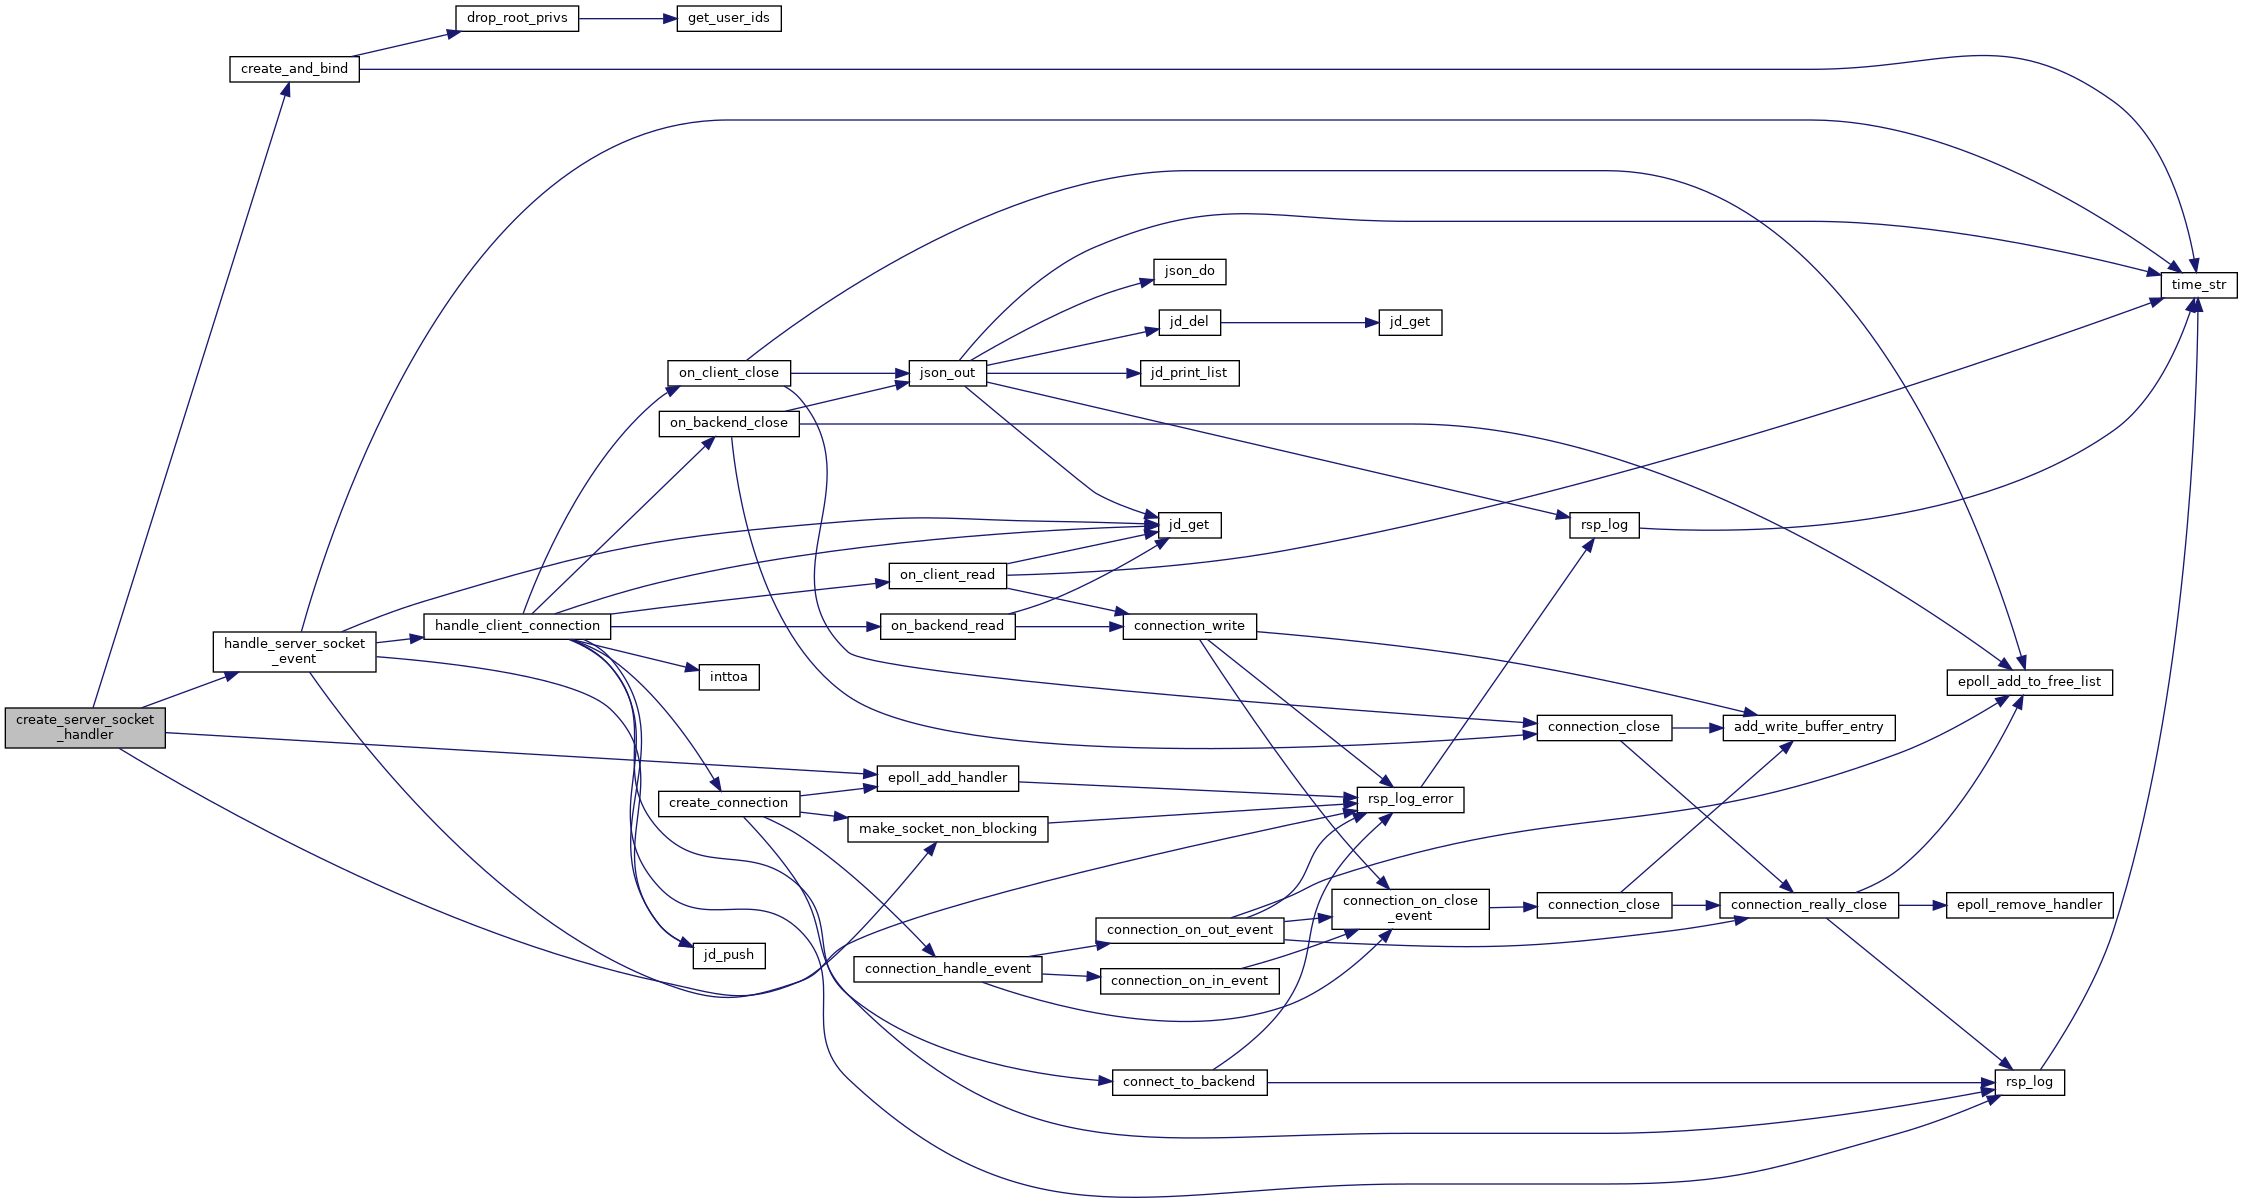 drop_root_privs
get_user_ids
create_and_bind
json_do
time_str
jd_del
jd_get
on_client_close
json_out
jd_print_list
on_backend_close
jd_get
rsp_log
on_client_read
handle_client_connection
on_backend_read
connection_write
handle_server_socket
_event
inttoa
epoll_add_to_free_list
create_server_socket
_handler
connection_close
add_write_buffer_entry
epoll_add_handler
create_connection
rsp_log_error
make_socket_non_blocking
connection_on_close
_event
connection_close
connection_really_close
epoll_remove_handler
connection_on_out_event
jd_push
connection_handle_event
connection_on_in_event
connect_to_backend
rsp_log